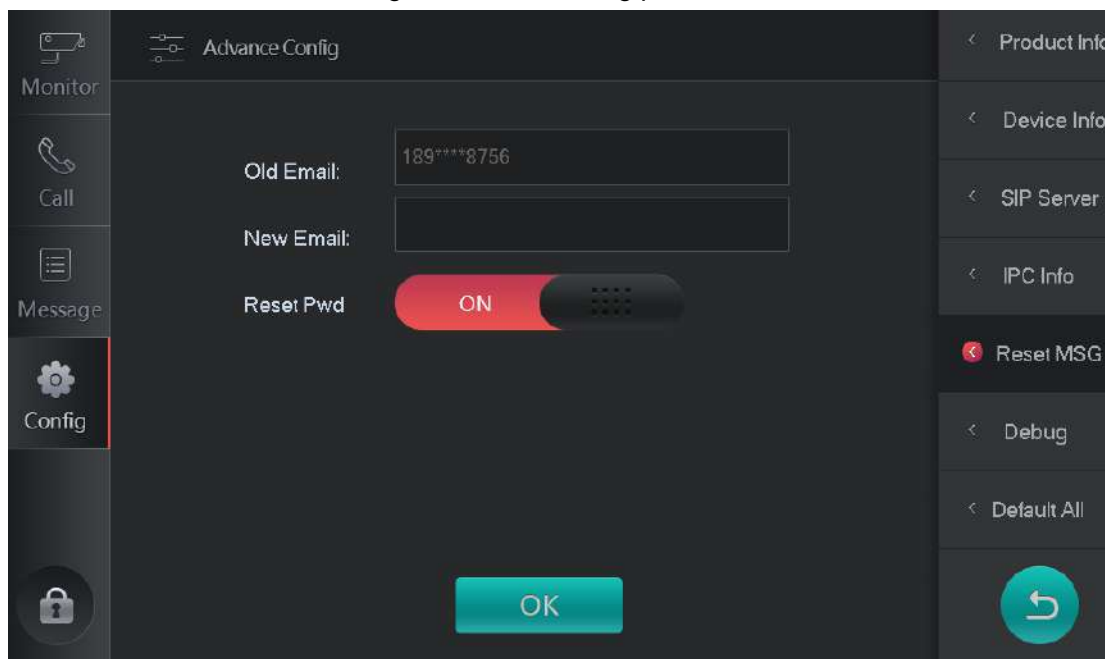 Monitor
Call
Message
Config
Advance Config
Old Email:
189****8756
New Email:
Reset Pwd
ON
OK
Product Info
Device Info
SIP Server
IPC Info
Reset MSG
Debug
Default All